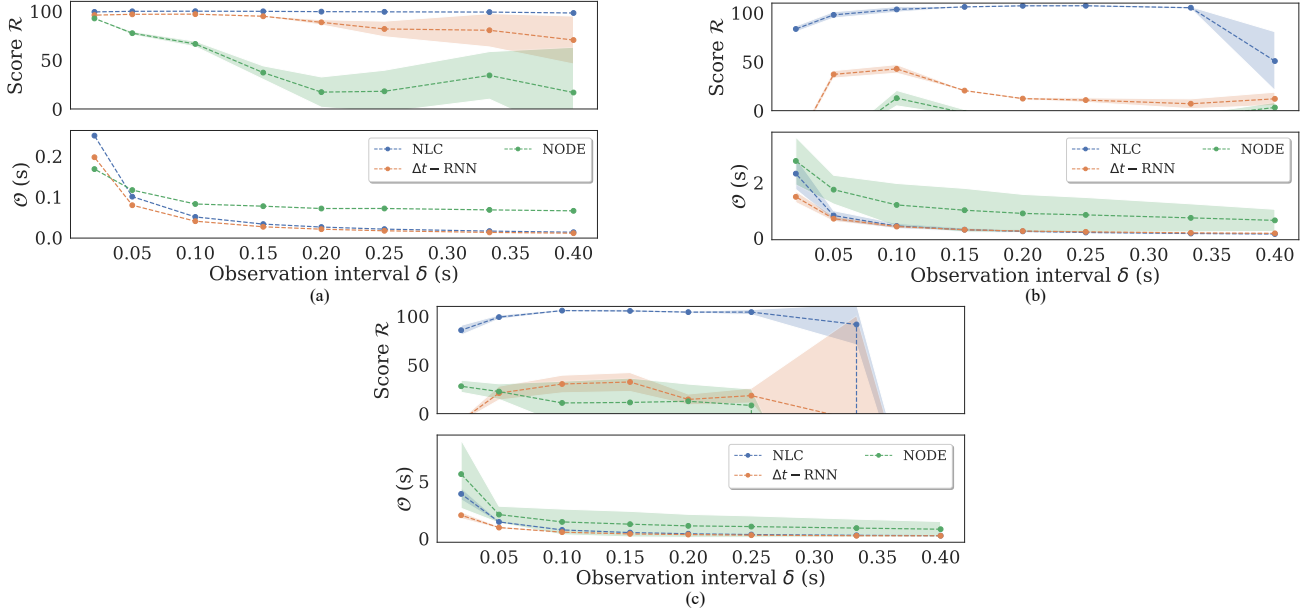 100
50
0
Score R
0.2
0.1
0.0
𝒪 (s)
NLC
Δt − RNN
NODE
0.05 0.10 0.15 0.20 0.25 0.30 0.35 0.40
Observation interval δ (s)
(a)
100
50
0
Score R
2
0
𝒪 (s)
NLC
Δt − RNN
NODE
0.05 0.10 0.15 0.20 0.25 0.30 0.35 0.40
Observation interval δ (s)
(b)
100
50
0
Score R
5
0
𝒪 (s)
NLC
Δt − RNN
NODE
0.05 0.10 0.15 0.20 0.25 0.30 0.35 0.40
Observation interval δ (s)
(c)